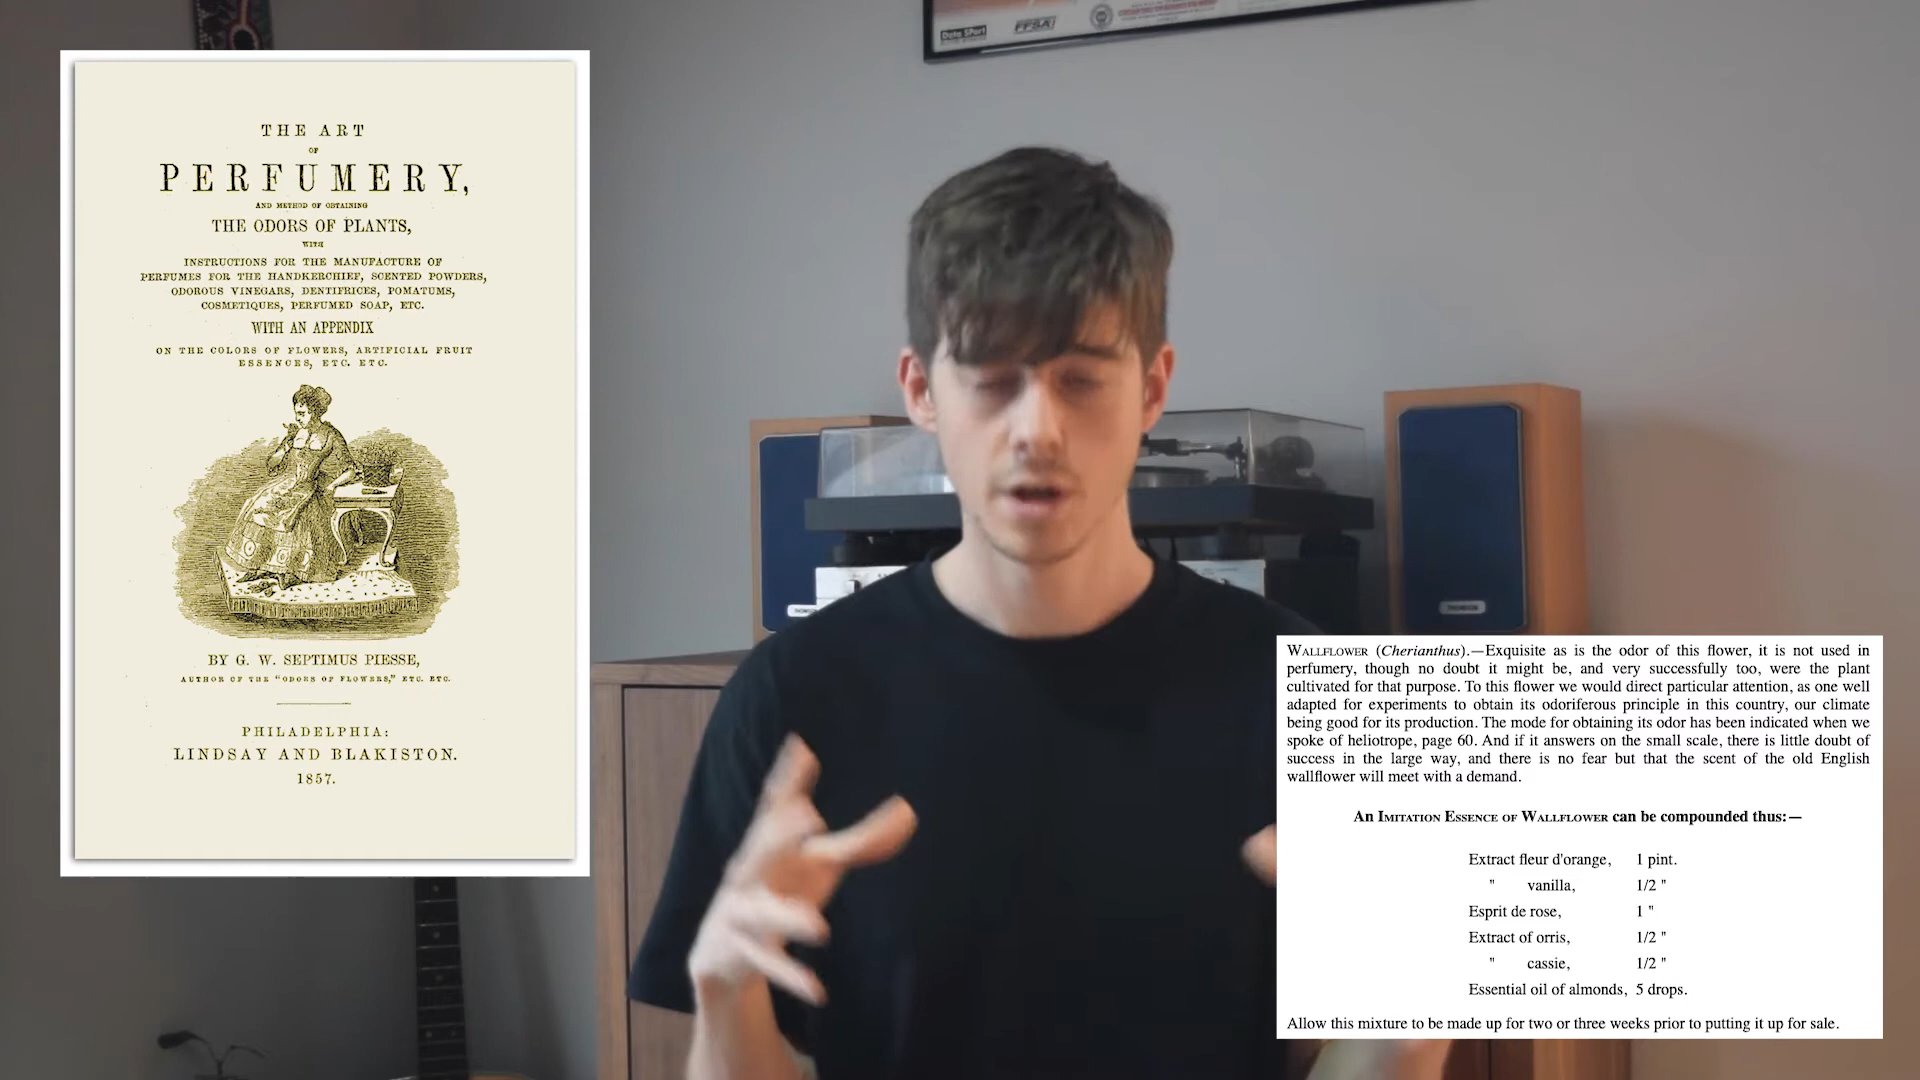 THE ART
OF
PERFUMERY,
AND METHOD OF OBTAINING
THE ODORS OF PLANTS,
WITH
INSTRUCTIONS FOR THE MANUFACTURE OF
PERFUMES FOR THE HANDKERCHIEF, SCENTED POWDERS,
ODOROUS VINEGARS, DENTIFRICES, POMATUMS,
COSMETIQUES, PERFUMED SOAP, ETC.
WITH AN APPENDIX
ON THE COLORS OF FLOWERS, ARTIFICIAL FRUIT
ESSENCES, ETC. ETC.
BY G. W. SEPTIMUS PIESSE,
AUTHOR OF THE "ODORS OF FLOWERS," ETC. ETC.
PHILADELPHIA:
LINDSAY AND BLAKISTON.
1857.
Data SPort
FFSA
THOMSON
THOMSON
WALLFLOWER (Cherianthus).—Exquisite as is the odor of this flower, it is not used in
perfumery, though no doubt it might be, and very successfully too, were the plant
cultivated for that purpose. To this flower we would direct particular attention, as one well
adapted for experiments to obtain its odoriferous principle in this country, our climate
being good for its production. The mode for obtaining its odor has been indicated when we
spoke of heliotrope, page 60. And if it answers on the small scale, there is little doubt of
success in the large way, and there is no fear but that the scent of the old English
wallflower will meet with a demand.
An IMITATION ESSENCE OF WALLFLOWER can be compounded thus:—
Extract fleur d'orange, 1 pint.
" vanilla, 1/2 "
Esprit de rose, 1 "
Extract of orris, 1/2 "
" cassie, 1/2 "
Essential oil of almonds, 5 drops.
Allow this mixture to be made up for two or three weeks prior to putting it up for sale.